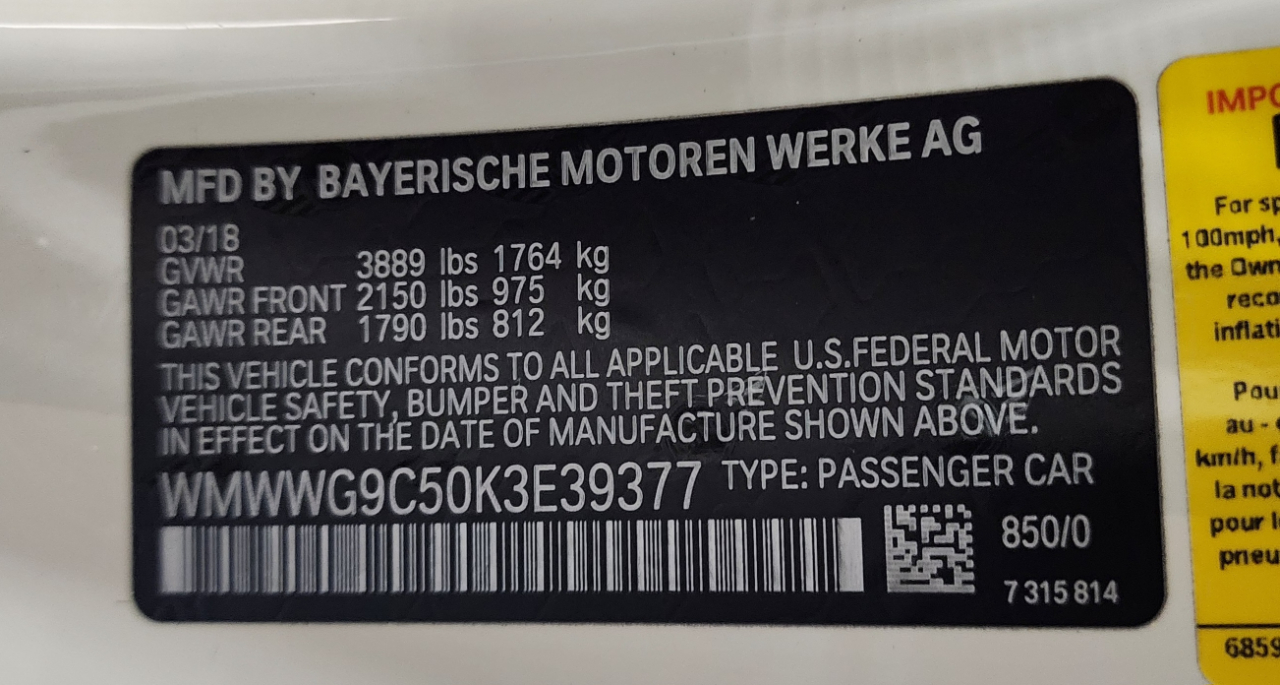 MFD BY BAYERISCHE MOTOREN WERKE AG
03/18
GVWR 3889 lbs 1764 kg
GAWR FRONT 2150 lbs 975 kg
GAWR REAR 1790 lbs 812 kg
THIS VEHICLE CONFORMS TO ALL APPLICABLE U.S.FEDERAL MOTOR
VEHICLE SAFETY, BUMPER AND THEFT PREVENTION STANDARDS
IN EFFECT ON THE DATE OF MANUFACTURE SHOWN ABOVE.
WMWWG9C50K3E39377 TYPE: PASSENGER CAR
850/0
7 315 814
IMPO
For sp
100mph,
the Own
reco
inflati
Pou
au -
km/h, f
la not
pour l
pneu
6859